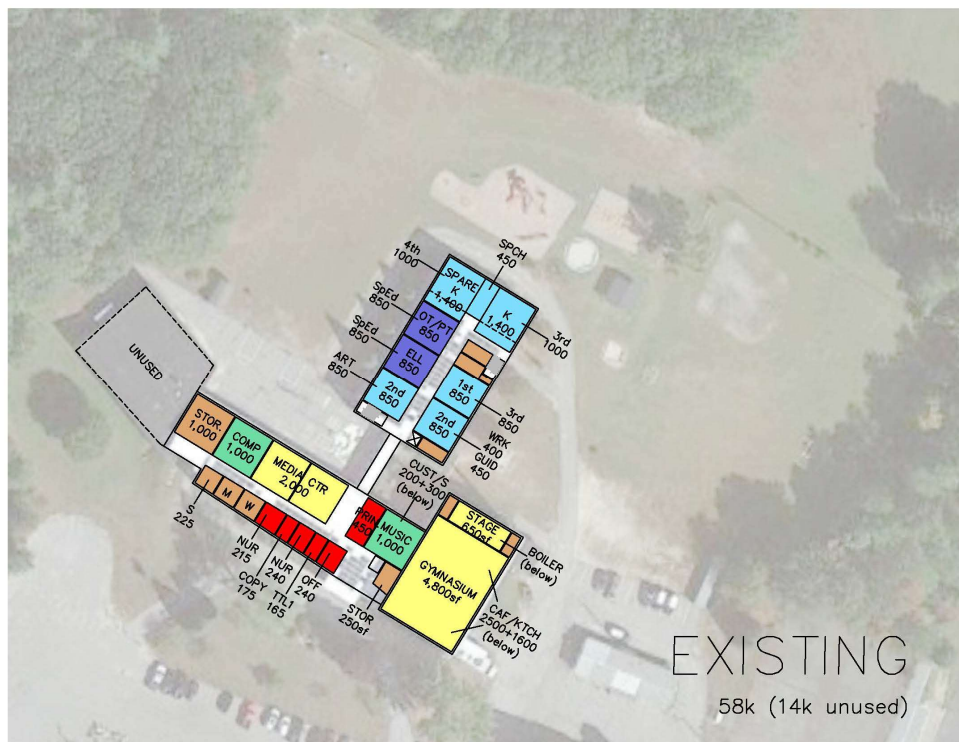 4th
1000
SPCH
450
SPARE
K
1,400
K
1,400
3rd
1000
SpEd
850
OT/PT
850
SpEd
850
ELL
850
ART
850
2nd
850
1st
850
3rd
850
2nd
850
WRK
400
GUID
450
UNUSED
STOR.
1,000
COMP
1,000
MEDIA CTR
2,000
CUST/S
200+300
(below)
PRIN
450
MUSIC
1,000
STAGE
650sf
BOILER
(below)
GYMNASIUM
4,800sf
CAF/KTCH
2500+1600
(below)
STOR
250sf
S
225
M
W
NUR
215
NUR
240
COPY
175
TTL1
165
OFF
240
EXISTING
58k (14k unused)